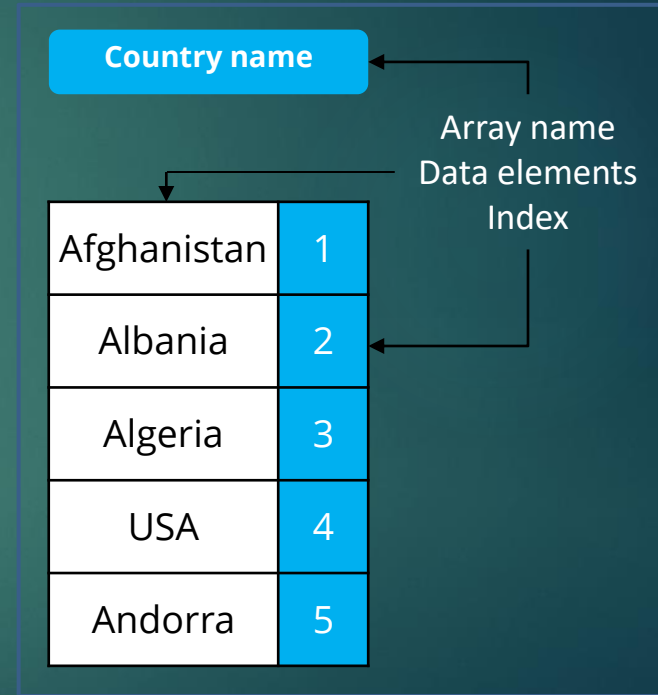 Country name
Array name
Data elements
Index
Afghanistan 1
Albania 2
Algeria 3
USA 4
Andorra 5